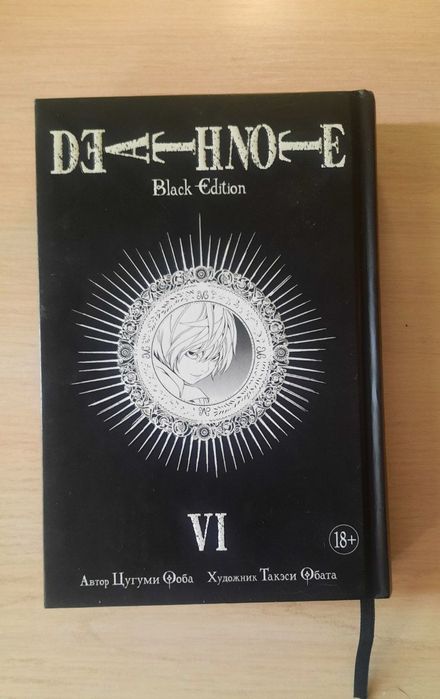 DEATH NOTE
Black Edition
VI
18+
Автор Цугуми Ооба Художник Такэси Обата